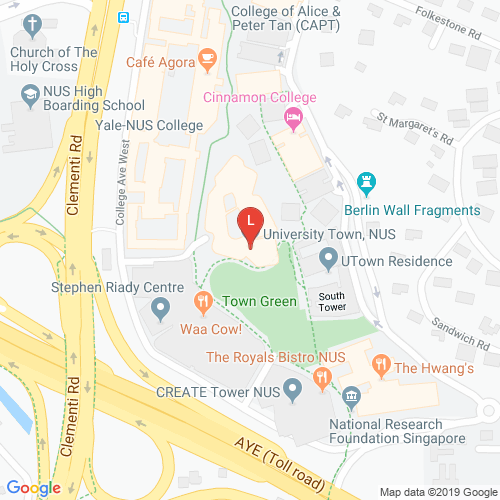 College of Alice &
Peter Tan (CAPT)
Folkestone Rd
Church of The
Holy Cross
Café Agora
NUS High
Boarding School
Cinnamon College
St Margaret's Rd
Yale-NUS College
Clementi Rd
College Ave West
Berlin Wall Fragments
L
University Town, NUS
UTown Residence
Stephen Riady Centre
Town Green
South
Tower
Waa Cow!
Sandwich Rd
The Royals Bistro NUS
The Hwang's
CREATE Tower NUS
Clementi Rd
National Research
Foundation Singapore
AYE (Toll road)
Google
Map data ©2019 Google